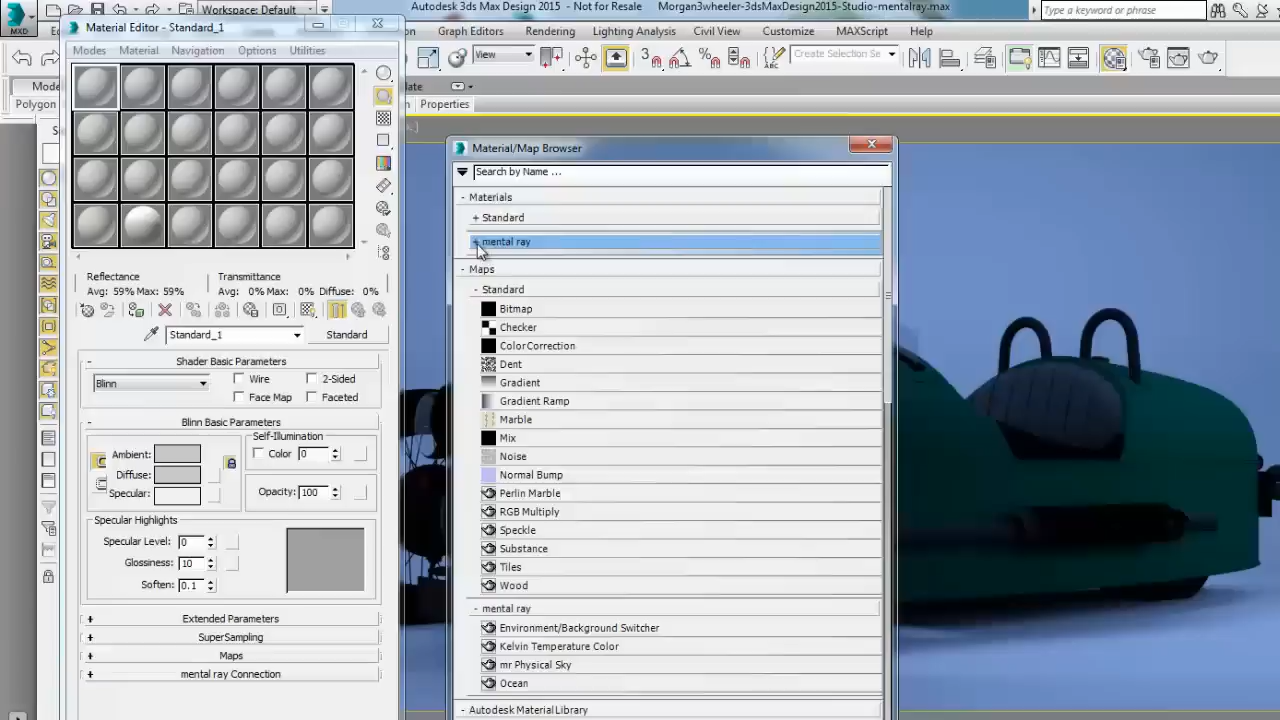 Workspace: Default
Autodesk 3ds Max Design 2015 - Not for Resale
Morgan3wheeler-3dsMaxDesign2015-Studio-mentalray.max
Type a keyword or phrase
MXD
Material Editor - Standard_1
Graph Editors
Rendering
Lighting Analysis
Civil View
Customize
MAXScript
Help
Modes
Material
Navigation
Options
Utilities
View
Create Selection Se
Polygon
Properties
Material/Map Browser
Search by Name ...
- Materials
+ Standard
mental ray
- Maps
- Standard
Bitmap
Checker
ColorCorrection
Dent
Gradient
Gradient Ramp
Marble
Mix
Noise
Normal Bump
Perlin Marble
RGB Multiply
Speckle
Substance
Tiles
Wood
- mental ray
Environment/Background Switcher
Kelvin Temperature Color
mr Physical Sky
Ocean
Autodesk Material Library
Reflectance
Transmittance
Avg: 59% Max: 59%
Avg: 0% Max: 0% Diffuse: 0%
Standard_1
Standard
- Shader Basic Parameters
Blinn
Wire
2-Sided
Face Map
Faceted
- Blinn Basic Parameters
Self-Illumination
Ambient:
Color 0
Diffuse:
Specular:
Opacity: 100
Specular Highlights
Specular Level: 0
Glossiness: 10
Soften: 0.1
+ Extended Parameters
+ SuperSampling
+ Maps
+ mental ray Connection